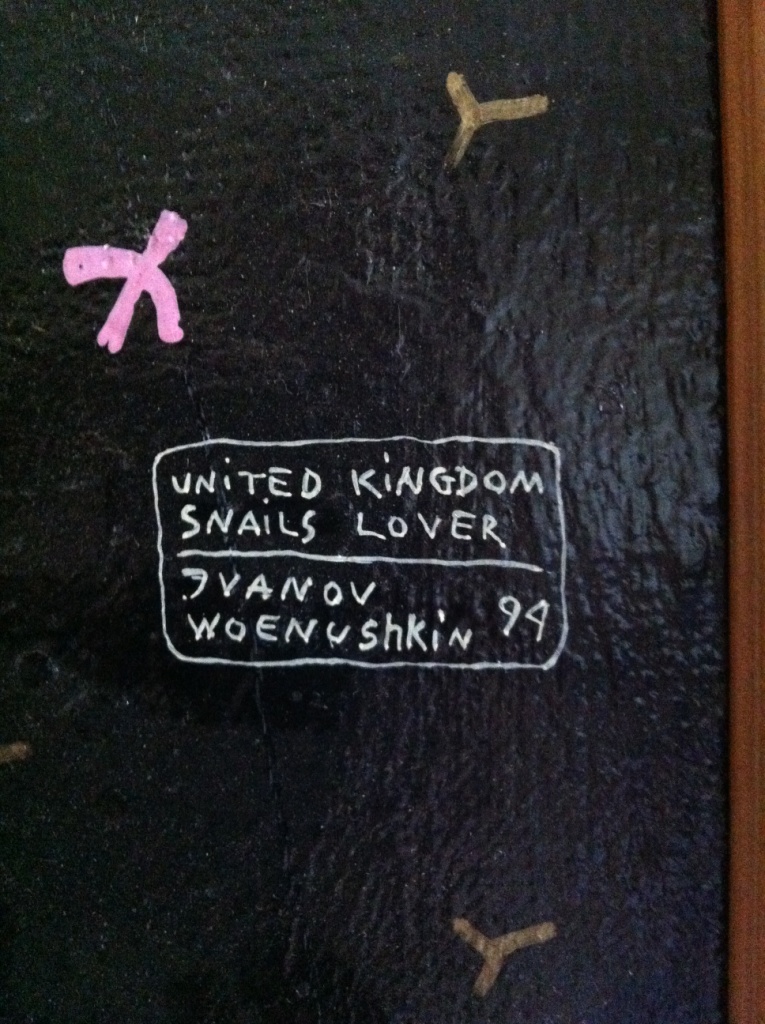 UNiTED KiNGDOM
SNAiLS LOVER
JVANOV
WOENUShKiN 94